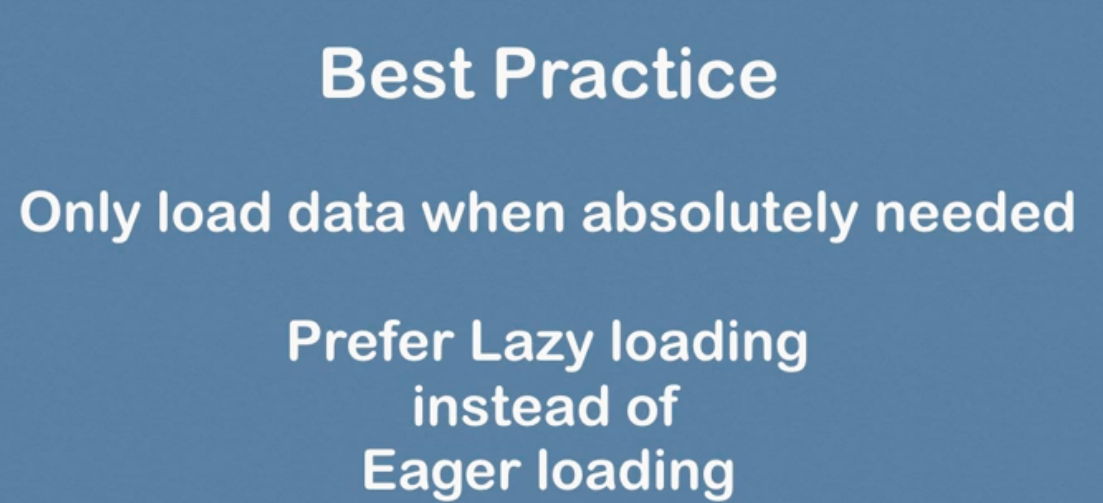 Best Practice
Only load data when absolutely needed
Prefer Lazy loading
instead of
Eager loading